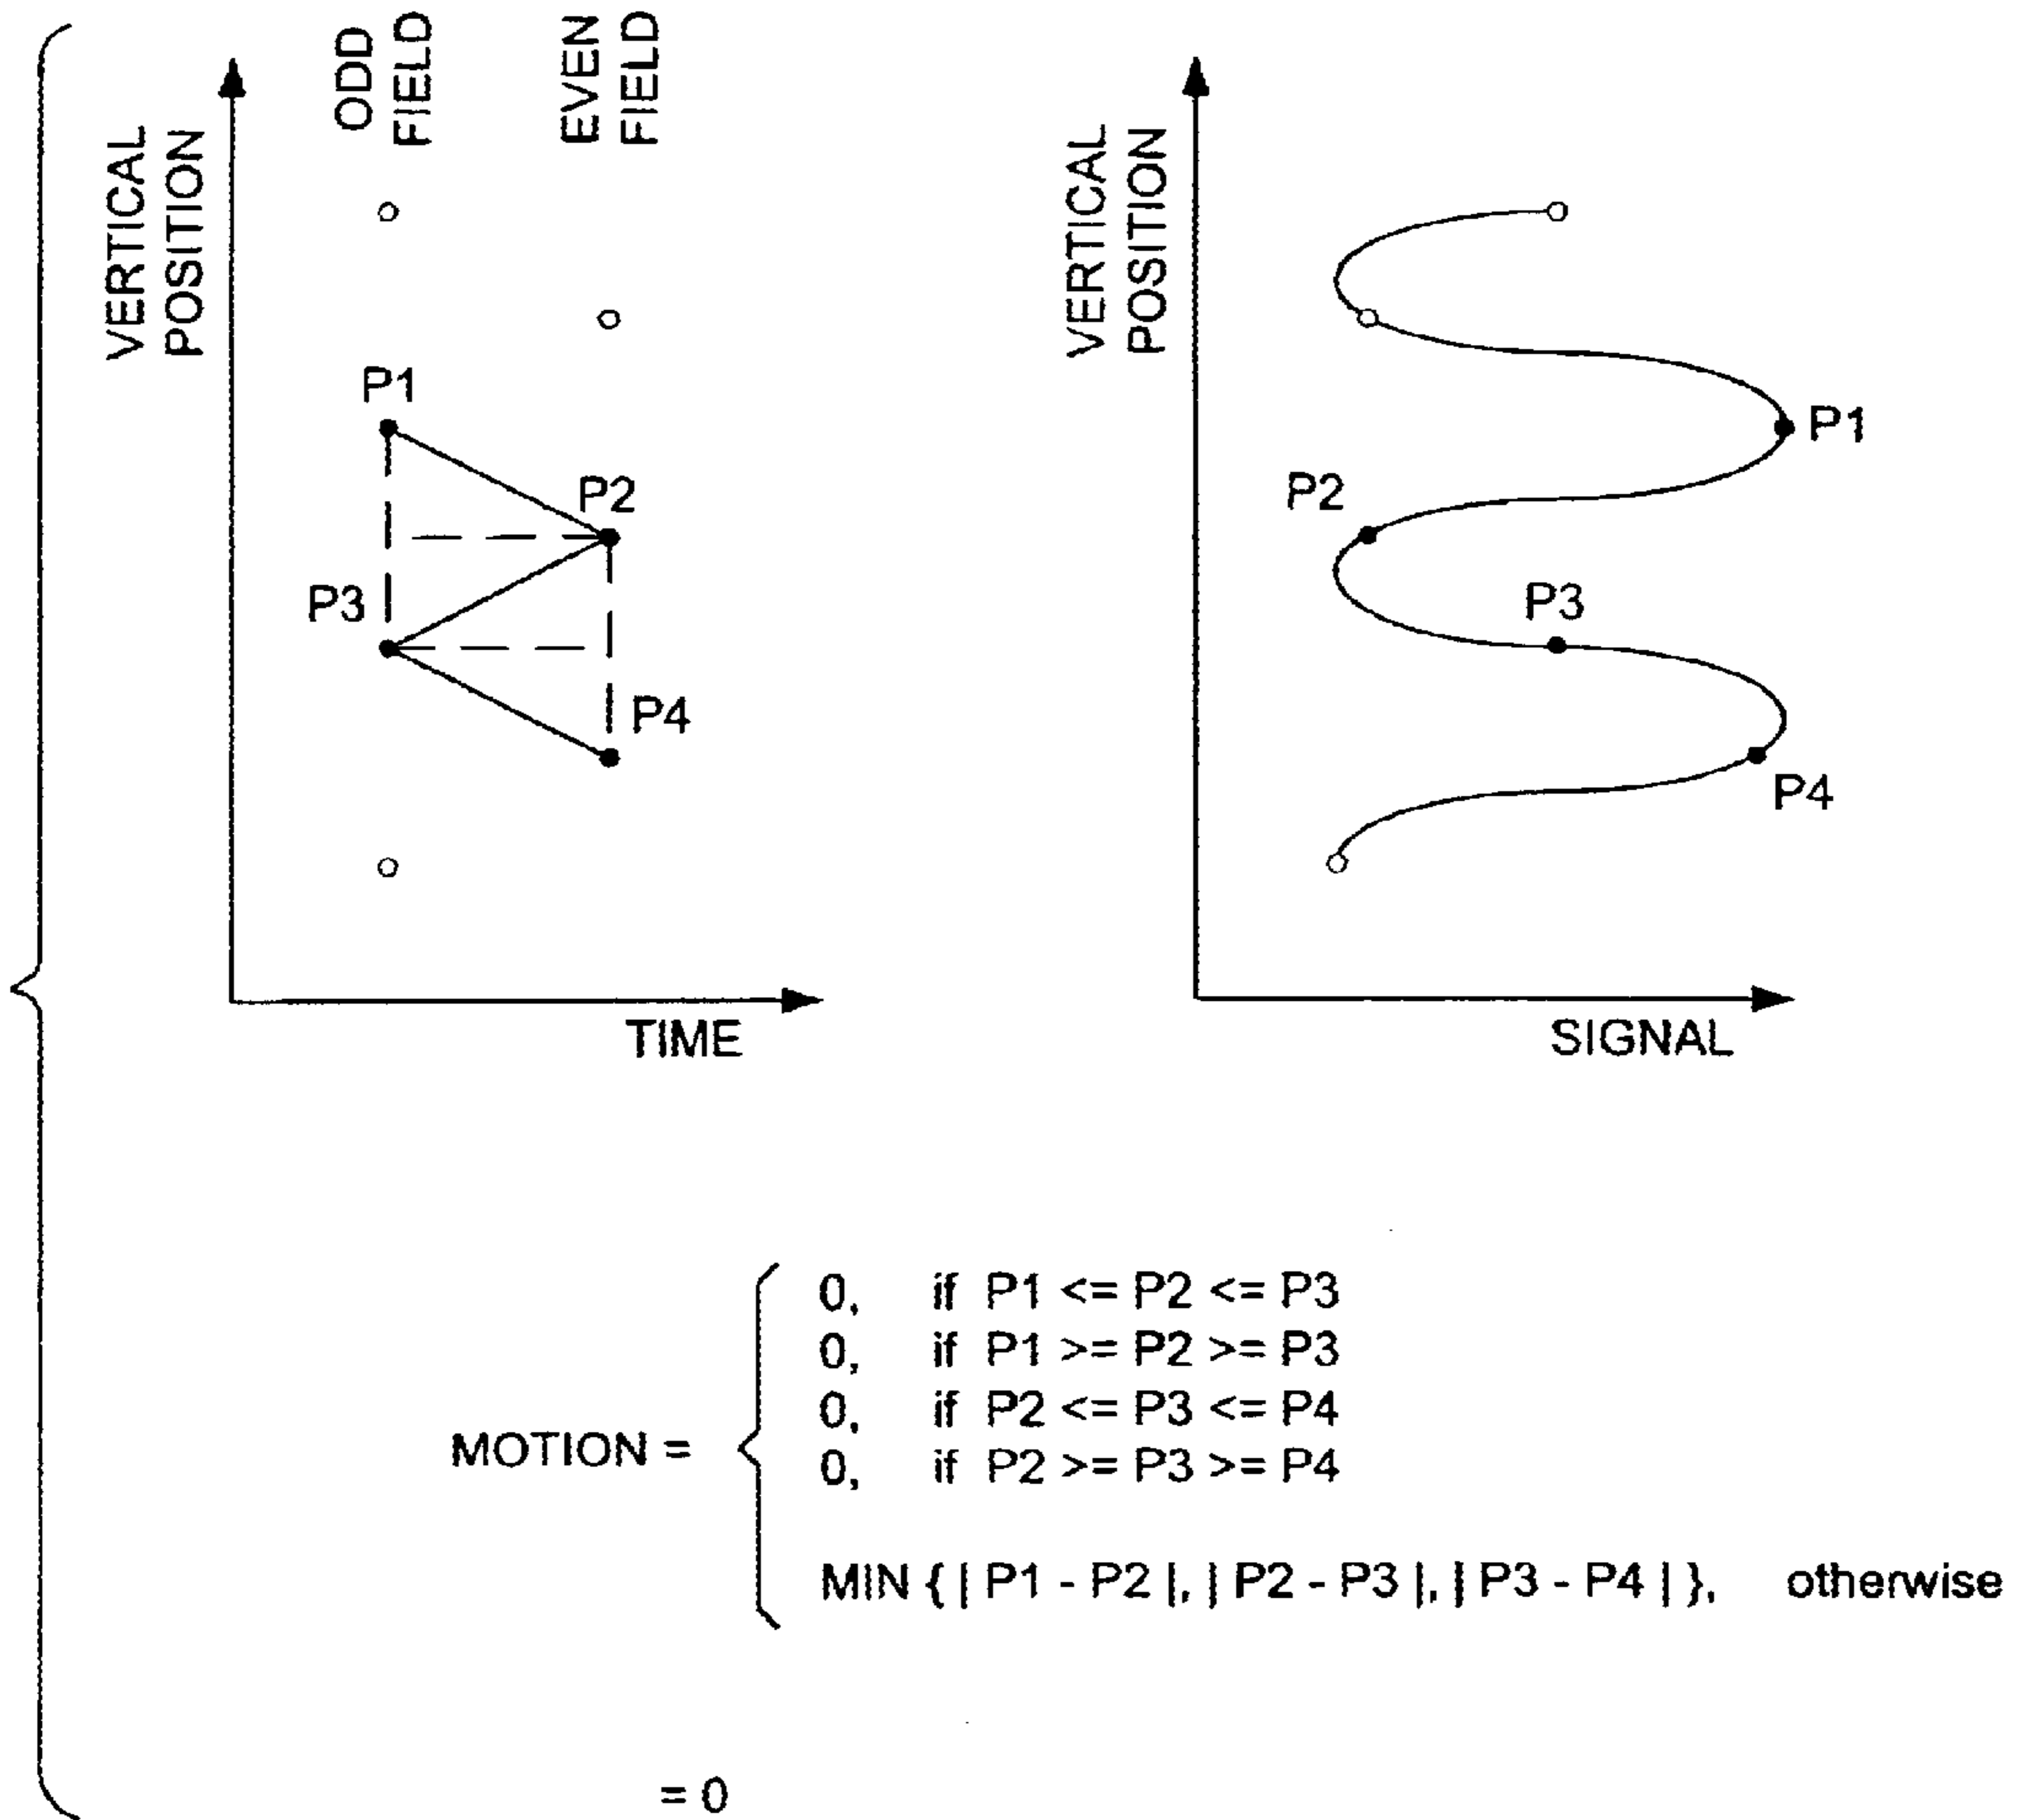 VERTICAL
POSITION
ODD
FIELD
EVEN
FIELD
P1
P2
P3
P4
TIME
VERTICAL
POSITION
P1
P2
P3
P4
SIGNAL
MOTION =
0, if P1 <= P2 <= P3
0, if P1 >= P2 >= P3
0, if P2 <= P3 <= P4
0, if P2 >= P3 >= P4
MIN { | P1 - P2 |, | P2 - P3 |, | P3 - P4 | }, otherwise
= 0